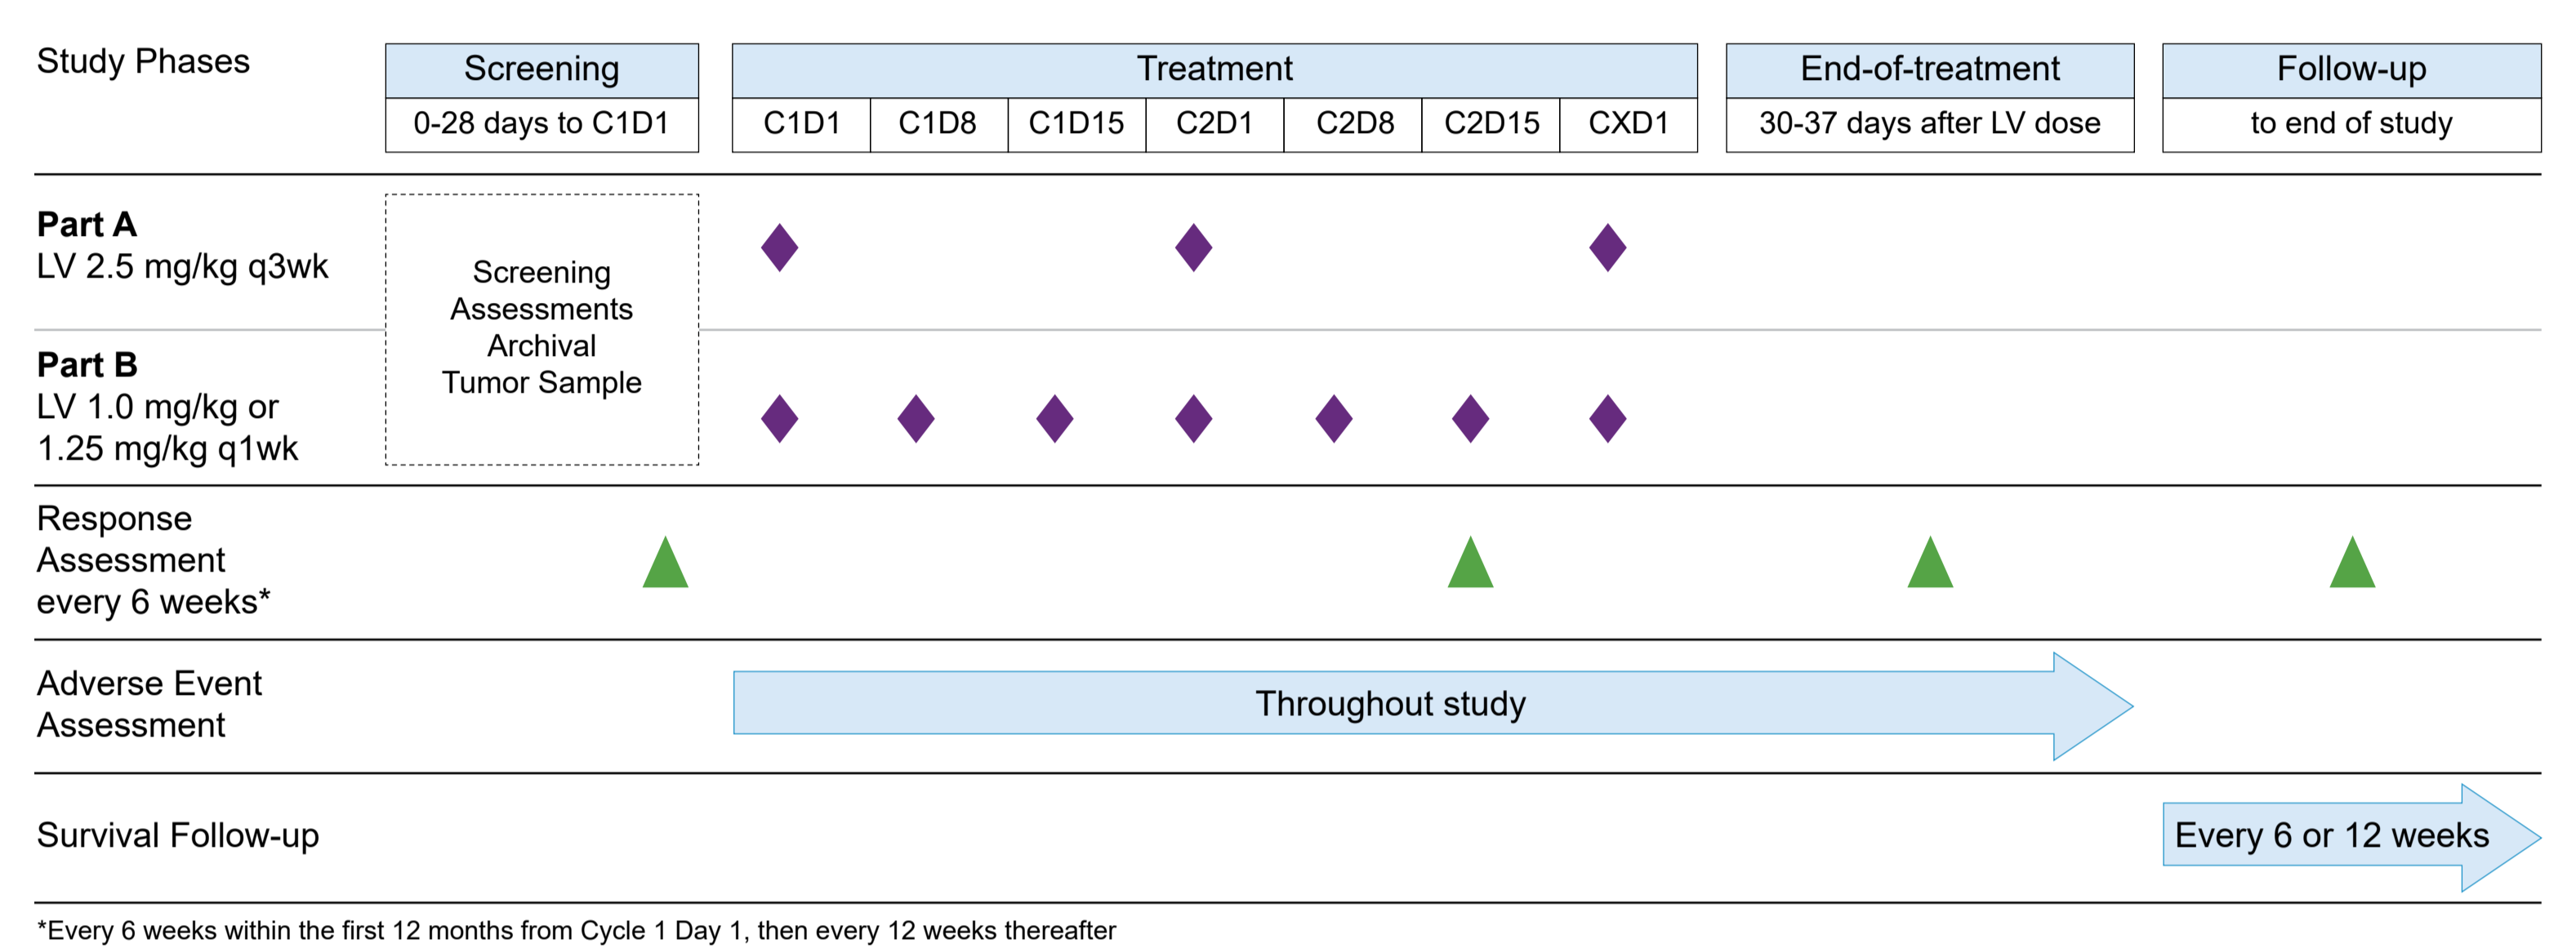 Study Phases
Screening
Treatment
End-of-treatment
Follow-up
0-28 days to C1D1
C1D1
C1D8
C1D15
C2D1
C2D8
C2D15
CXD1
30-37 days after LV dose
to end of study
Part A
LV 2.5 mg/kg q3wk
Screening
Assessments
Archival
Tumor Sample
Part B
LV 1.0 mg/kg or
1.25 mg/kg q1wk
Response
Assessment
every 6 weeks*
Adverse Event
Assessment
Throughout study
Survival Follow-up
Every 6 or 12 weeks
*Every 6 weeks within the first 12 months from Cycle 1 Day 1, then every 12 weeks thereafter